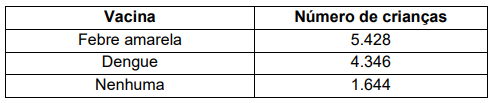 Vacina Número de crianças
Febre amarela 5.428
Dengue 4.346
Nenhuma 1.644